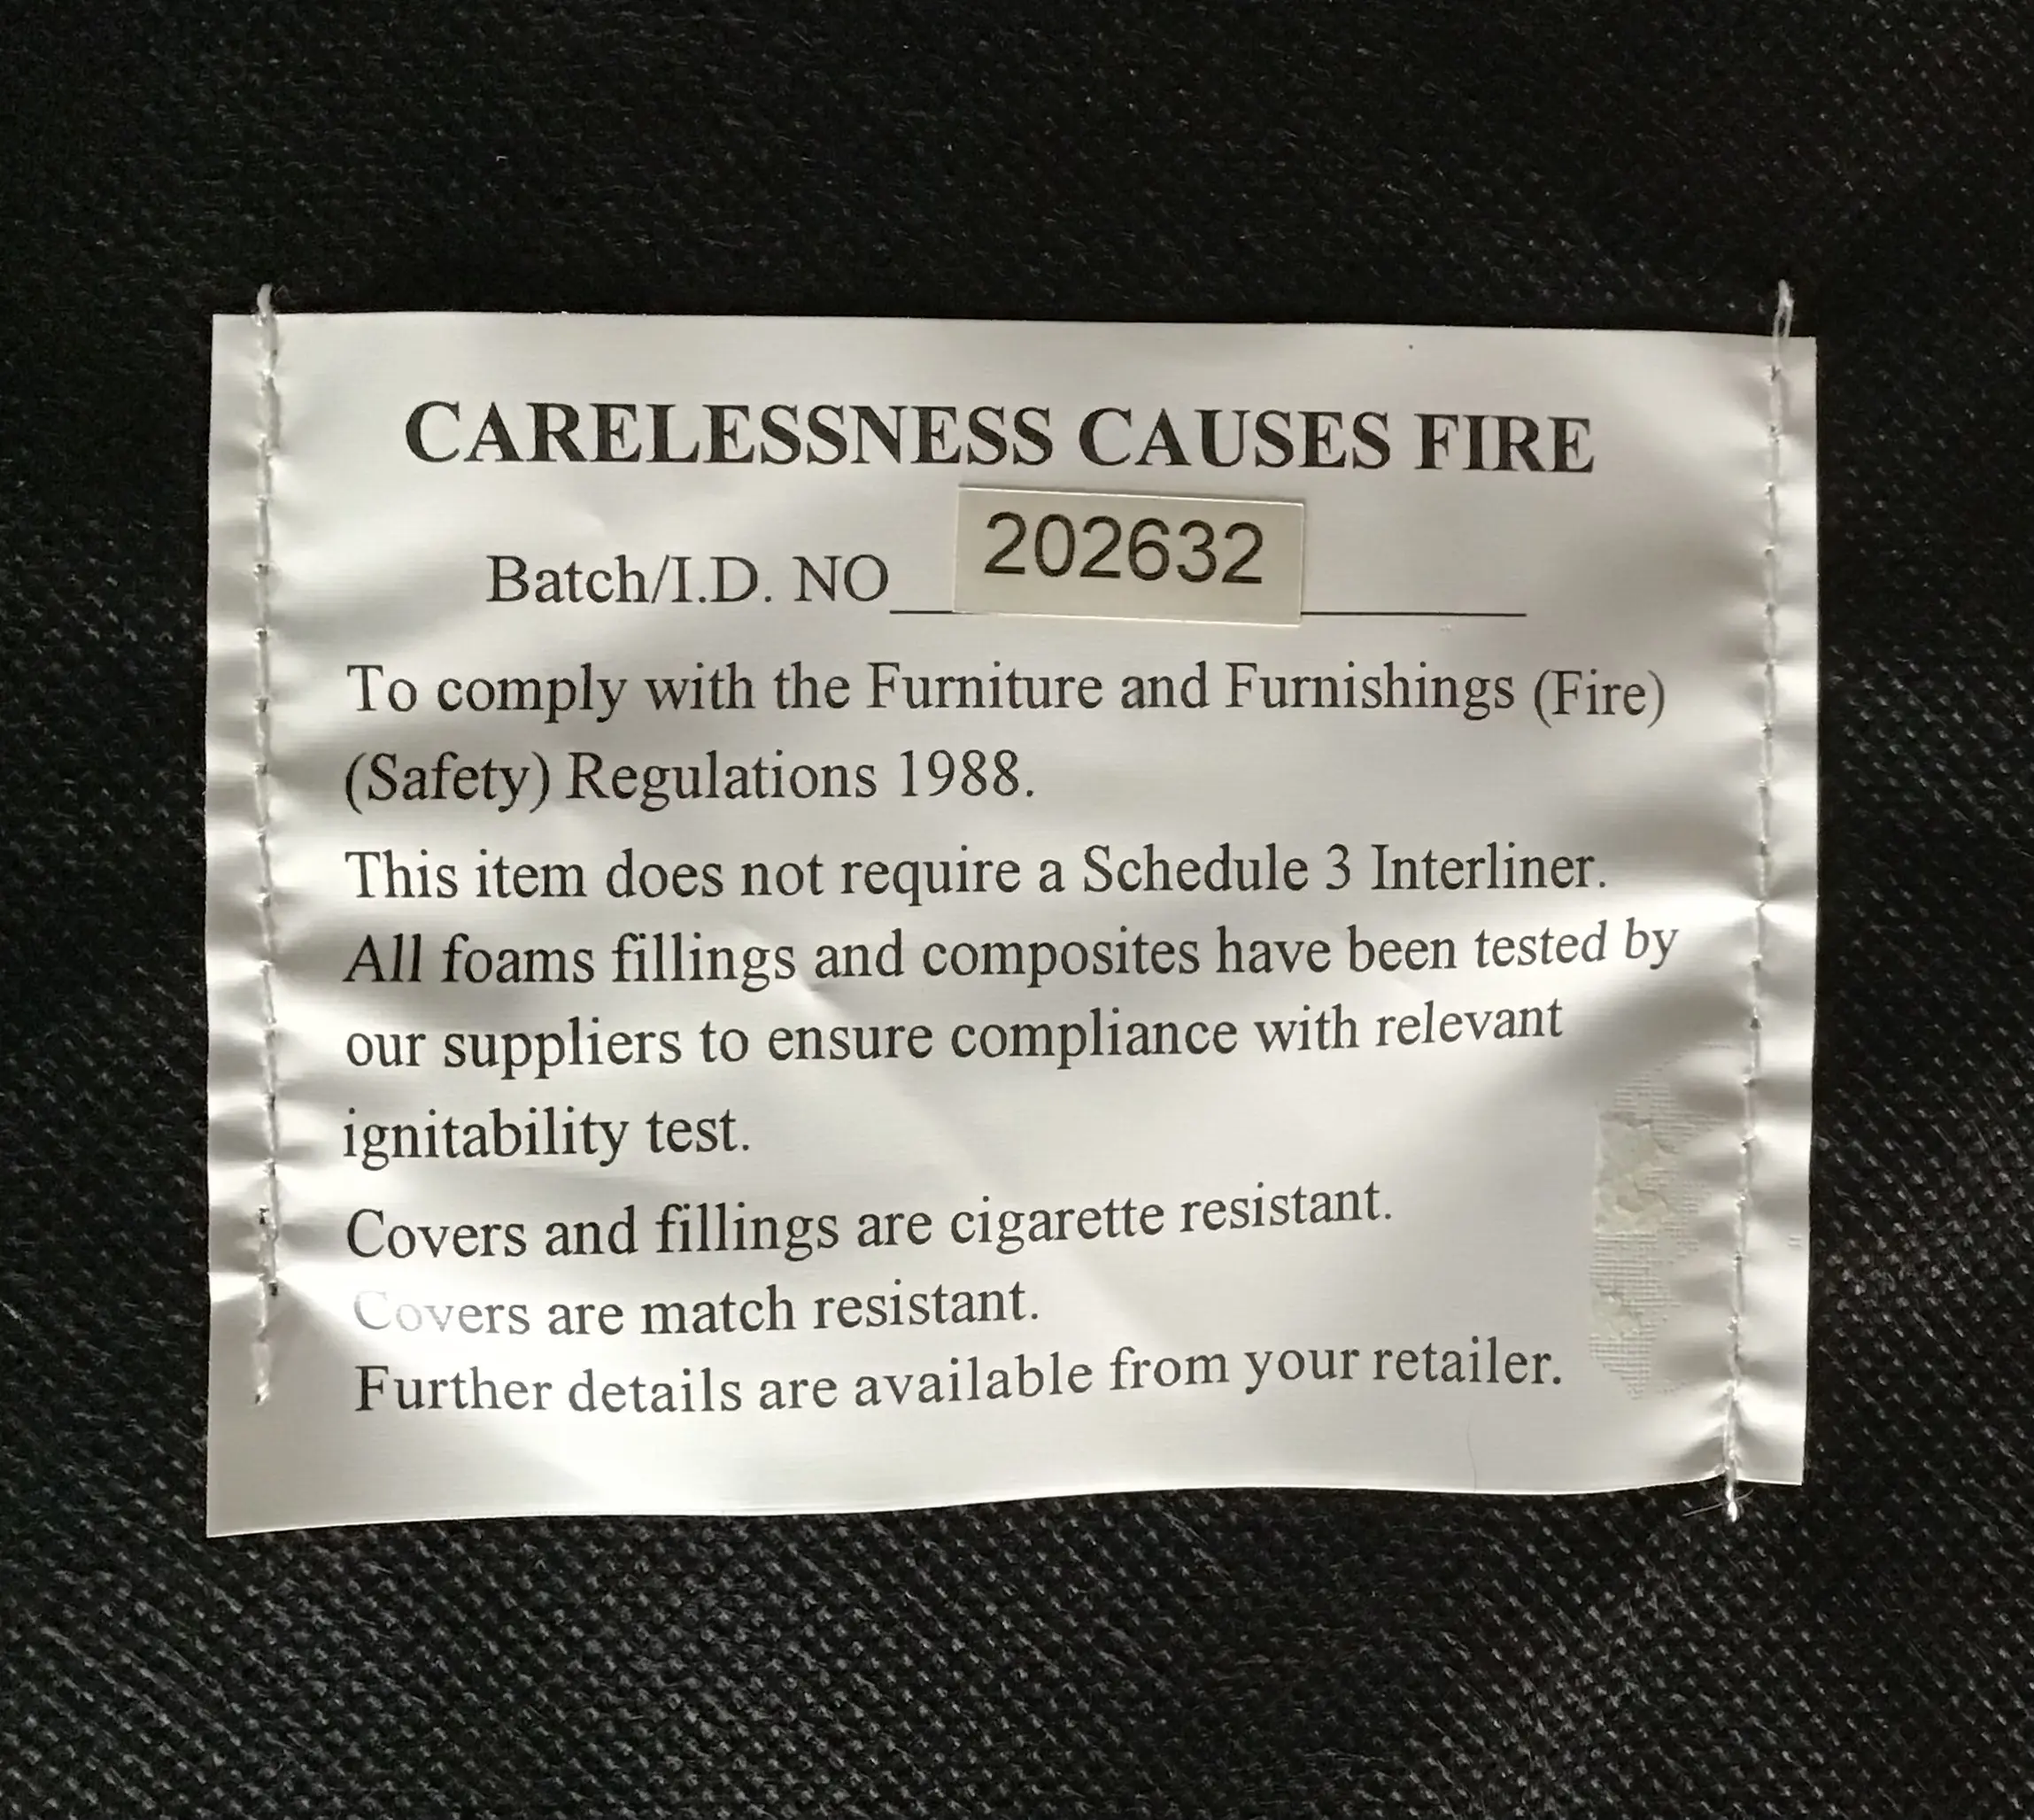 CARELESSNESS CAUSES FIRE
Batch/I.D. NO 202632
To comply with the Furniture and Furnishings (Fire)
(Safety) Regulations 1988.
This item does not require a Schedule 3 Interliner.
All foams fillings and composites have been tested by
our suppliers to ensure compliance with relevant
ignitability test.
Covers and fillings are cigarette resistant.
Covers are match resistant.
Further details are available from your retailer.